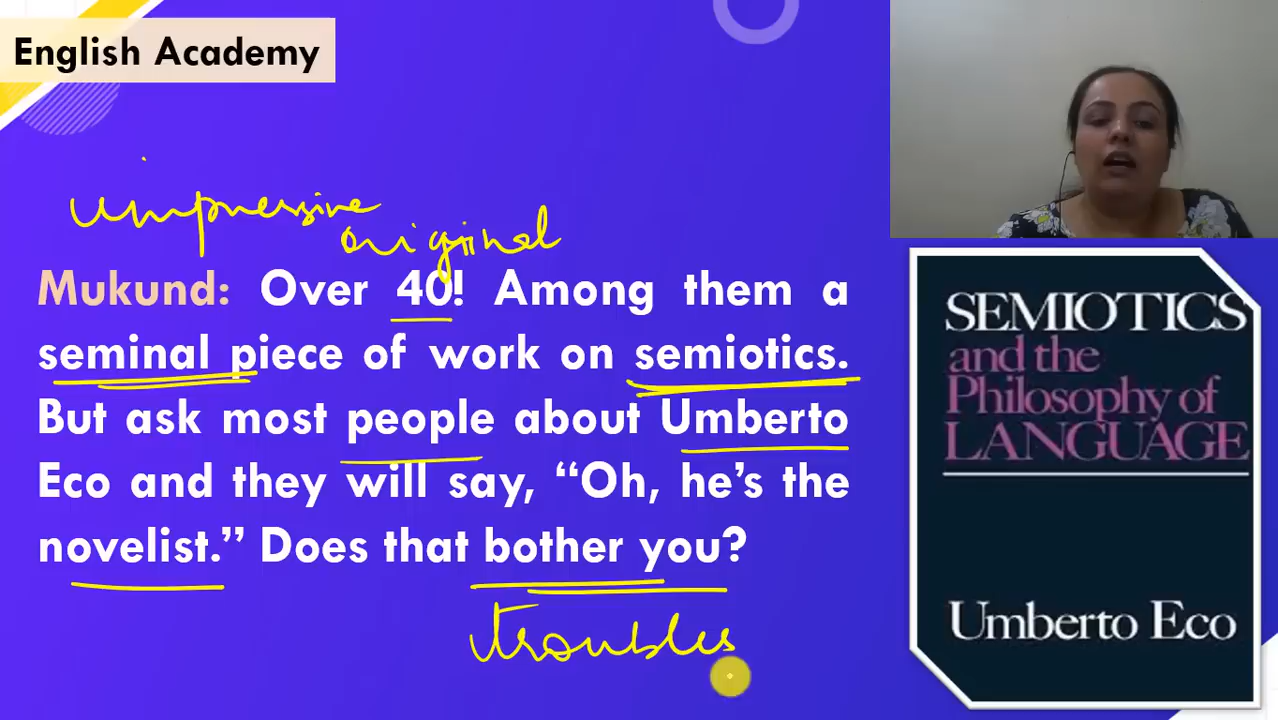 English Academy
impressive
original
Mukund: Over 40! Among them a
seminal piece of work on semiotics.
But ask most people about Umberto
Eco and they will say, “Oh, he’s the
novelist.” Does that bother you?
troubles
SEMIOTICS
and the
Philosophy of
LANGUAGE
Umberto Eco